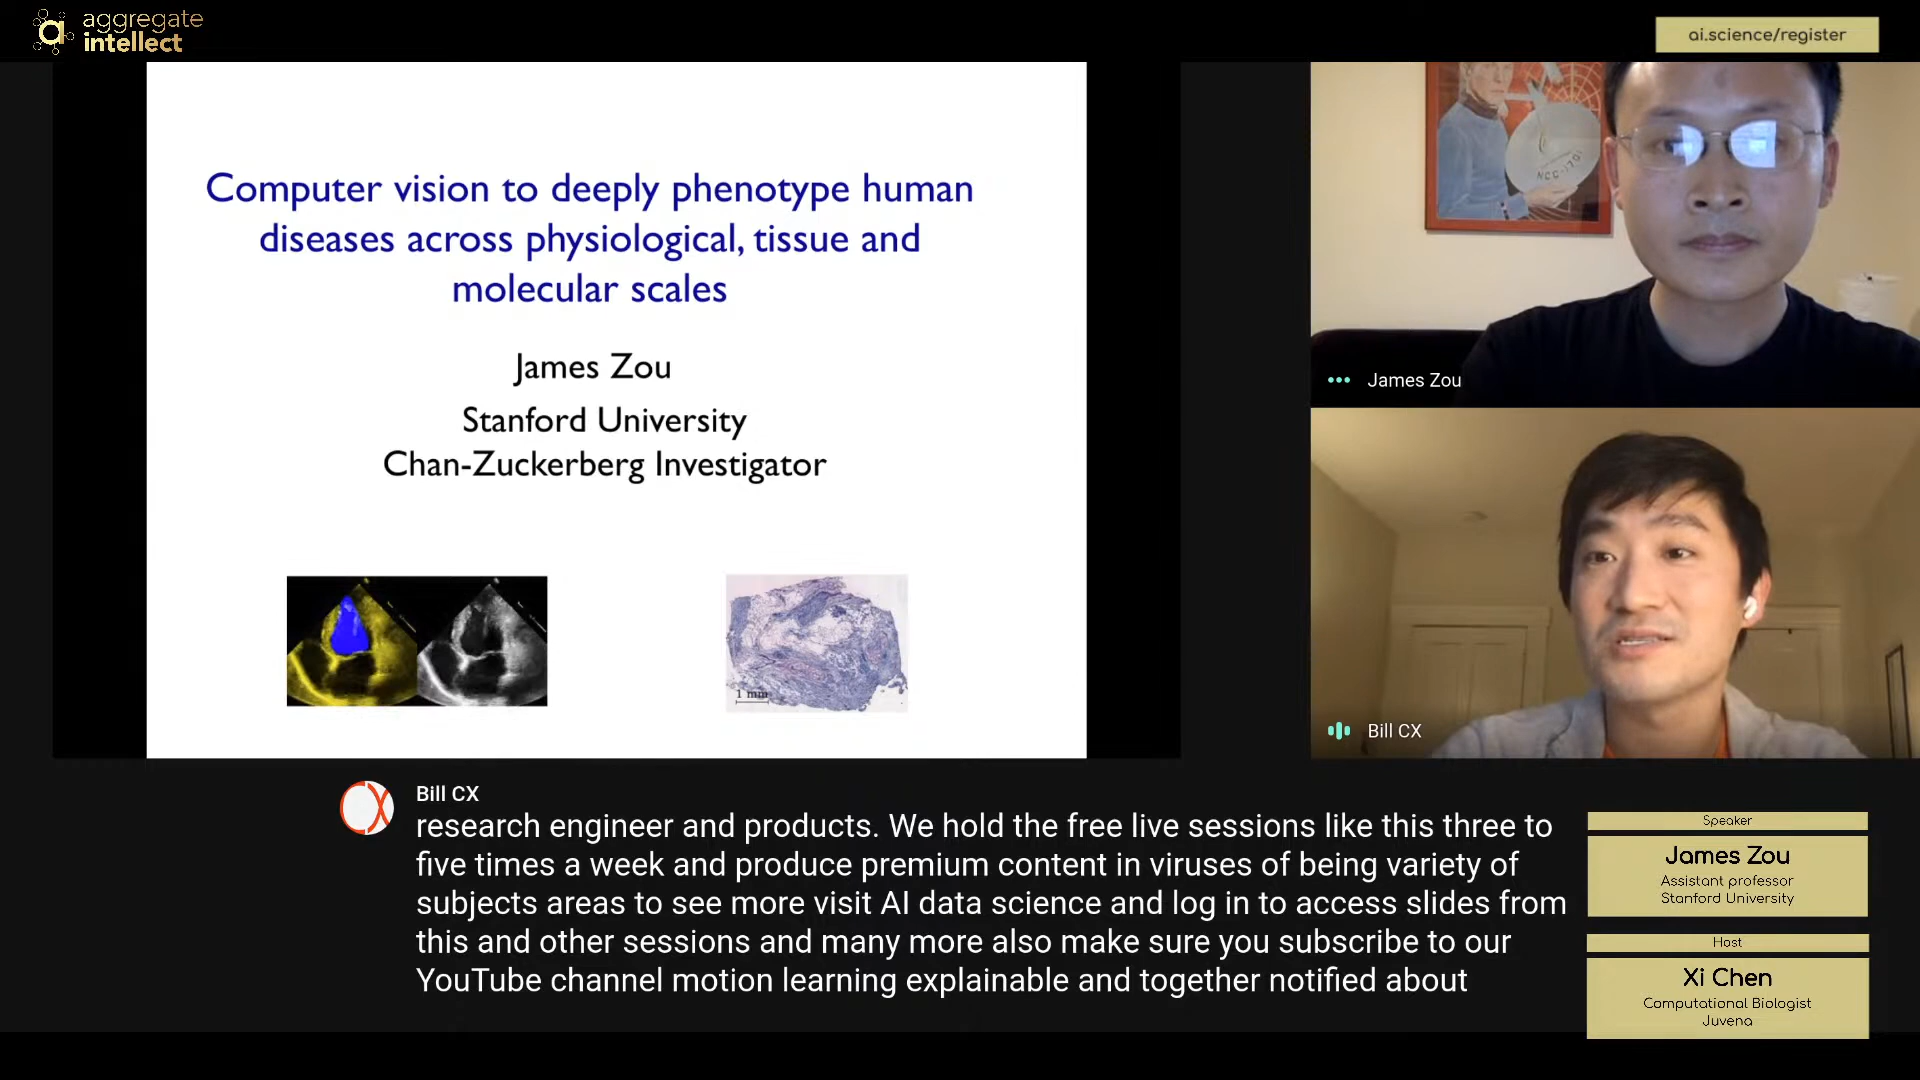 aggregate
intellect
ai.science/register
Computer vision to deeply phenotype human
diseases across physiological, tissue and
molecular scales
James Zou
Stanford University
Chan-Zuckerberg Investigator
1 mm
NCC-1701
James Zou
Bill CX
Bill CX
research engineer and products. We hold the free live sessions like this three to
five times a week and produce premium content in viruses of being variety of
subjects areas to see more visit AI data science and log in to access slides from
this and other sessions and many more also make sure you subscribe to our
YouTube channel motion learning explainable and together notified about
Speaker
James Zou
Assistant professor
Stanford University
Host
Xi Chen
Computational Biologist
Juvena